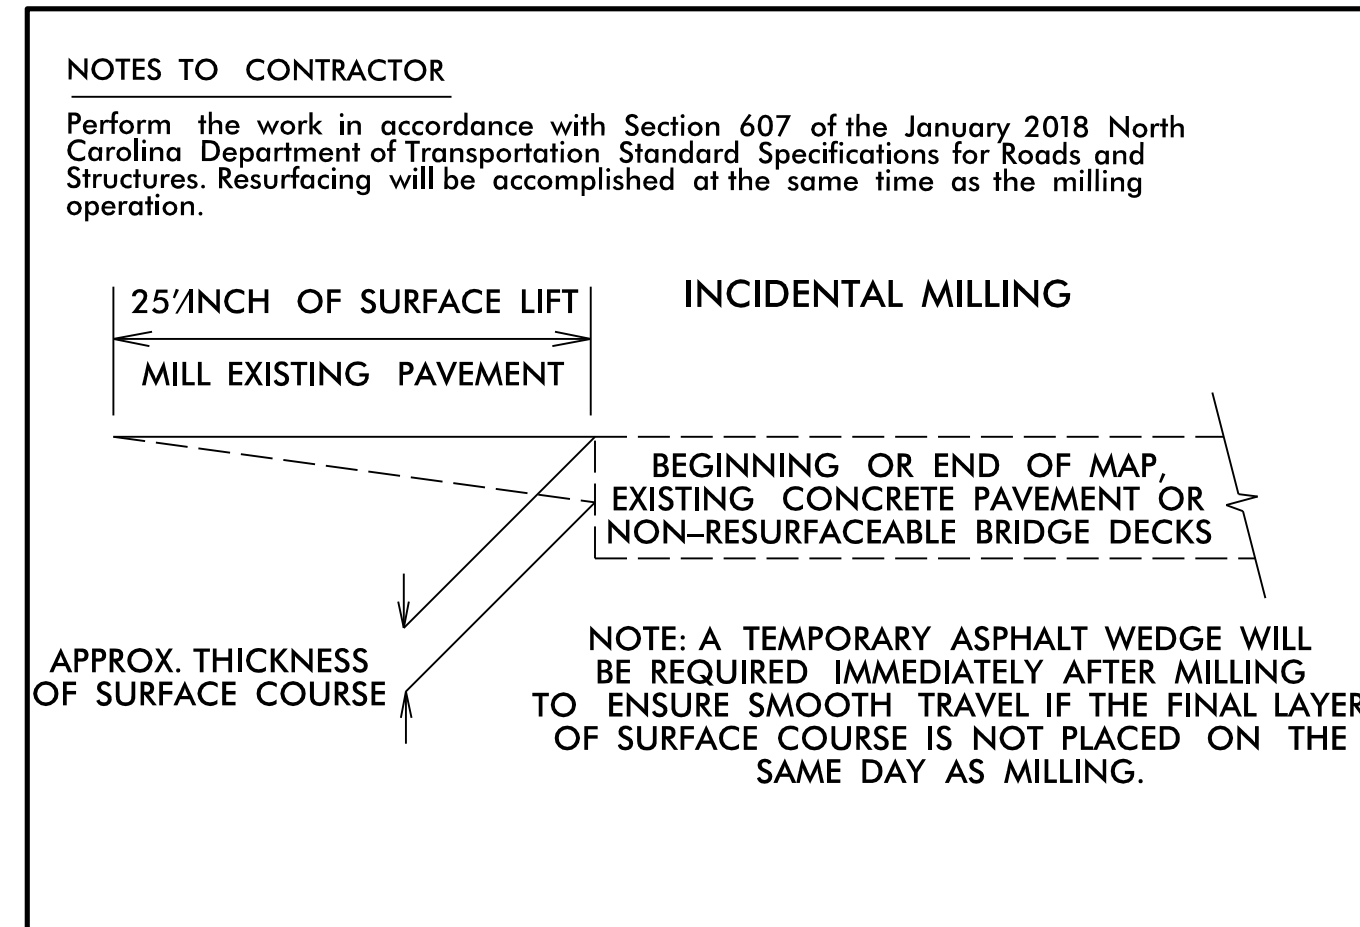 NOTES TO CONTRACTOR
Perform the work in accordance with Section 607 of the January 2018 North
Carolina Department of Transportation Standard Specifications for Roads and
Structures. Resurfacing will be accomplished at the same time as the milling
operation.
25'/INCH OF SURFACE LIFT
INCIDENTAL MILLING
MILL EXISTING PAVEMENT
BEGINNING OR END OF MAP,
EXISTING CONCRETE PAVEMENT OR
NON-RESURFACEABLE BRIDGE DECKS
APPROX. THICKNESS
OF SURFACE COURSE
NOTE: A TEMPORARY ASPHALT WEDGE WILL
BE REQUIRED IMMEDIATELY AFTER MILLING
TO ENSURE SMOOTH TRAVEL IF THE FINAL LAYER
OF SURFACE COURSE IS NOT PLACED ON THE
SAME DAY AS MILLING.